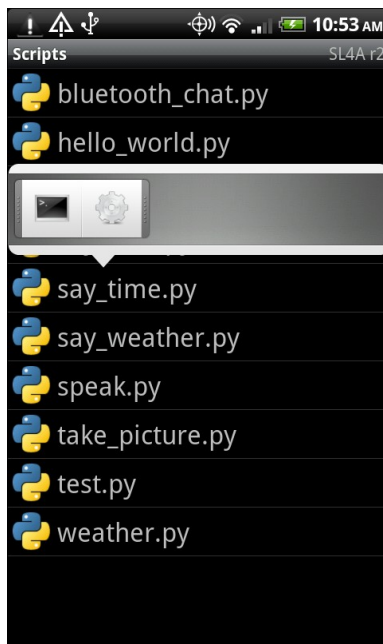 10:53 AM
Scripts SL4A r2
bluetooth_chat.py
hello_world.py
say_time.py
say_weather.py
speak.py
take_picture.py
test.py
weather.py